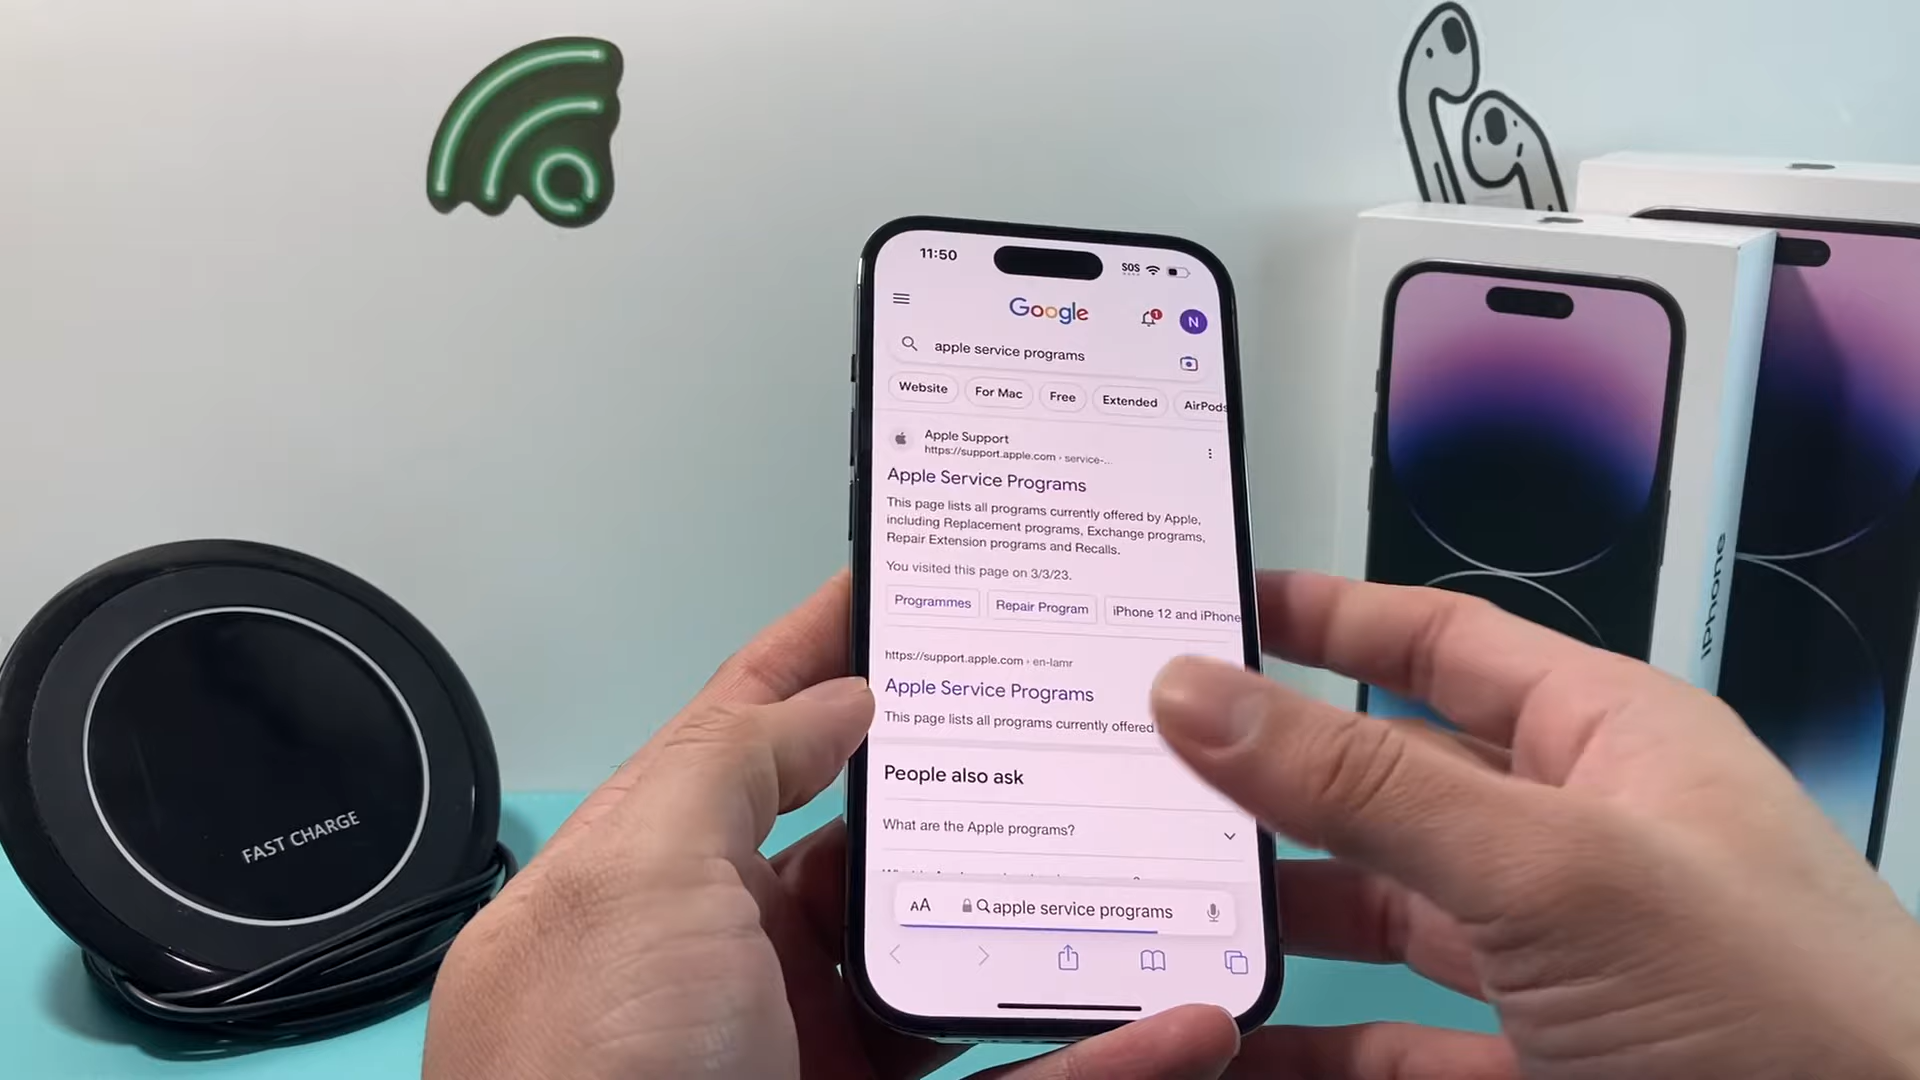 11:50
SOS
Google
1
N
apple service programs
Website
For Mac
Free
Extended
AirPods
Apple Support
https://support.apple.com › service-...
Apple Service Programs
This page lists all programs currently offered by Apple,
including Replacement programs, Exchange programs,
Repair Extension programs and Recalls.
You visited this page on 3/3/23.
Programmes
Repair Program
iPhone 12 and iPhone
https://support.apple.com › en-lamr
Apple Service Programs
This page lists all programs currently offered
People also ask
What are the Apple programs?
AA
apple service programs
FAST CHARGE
iPhone